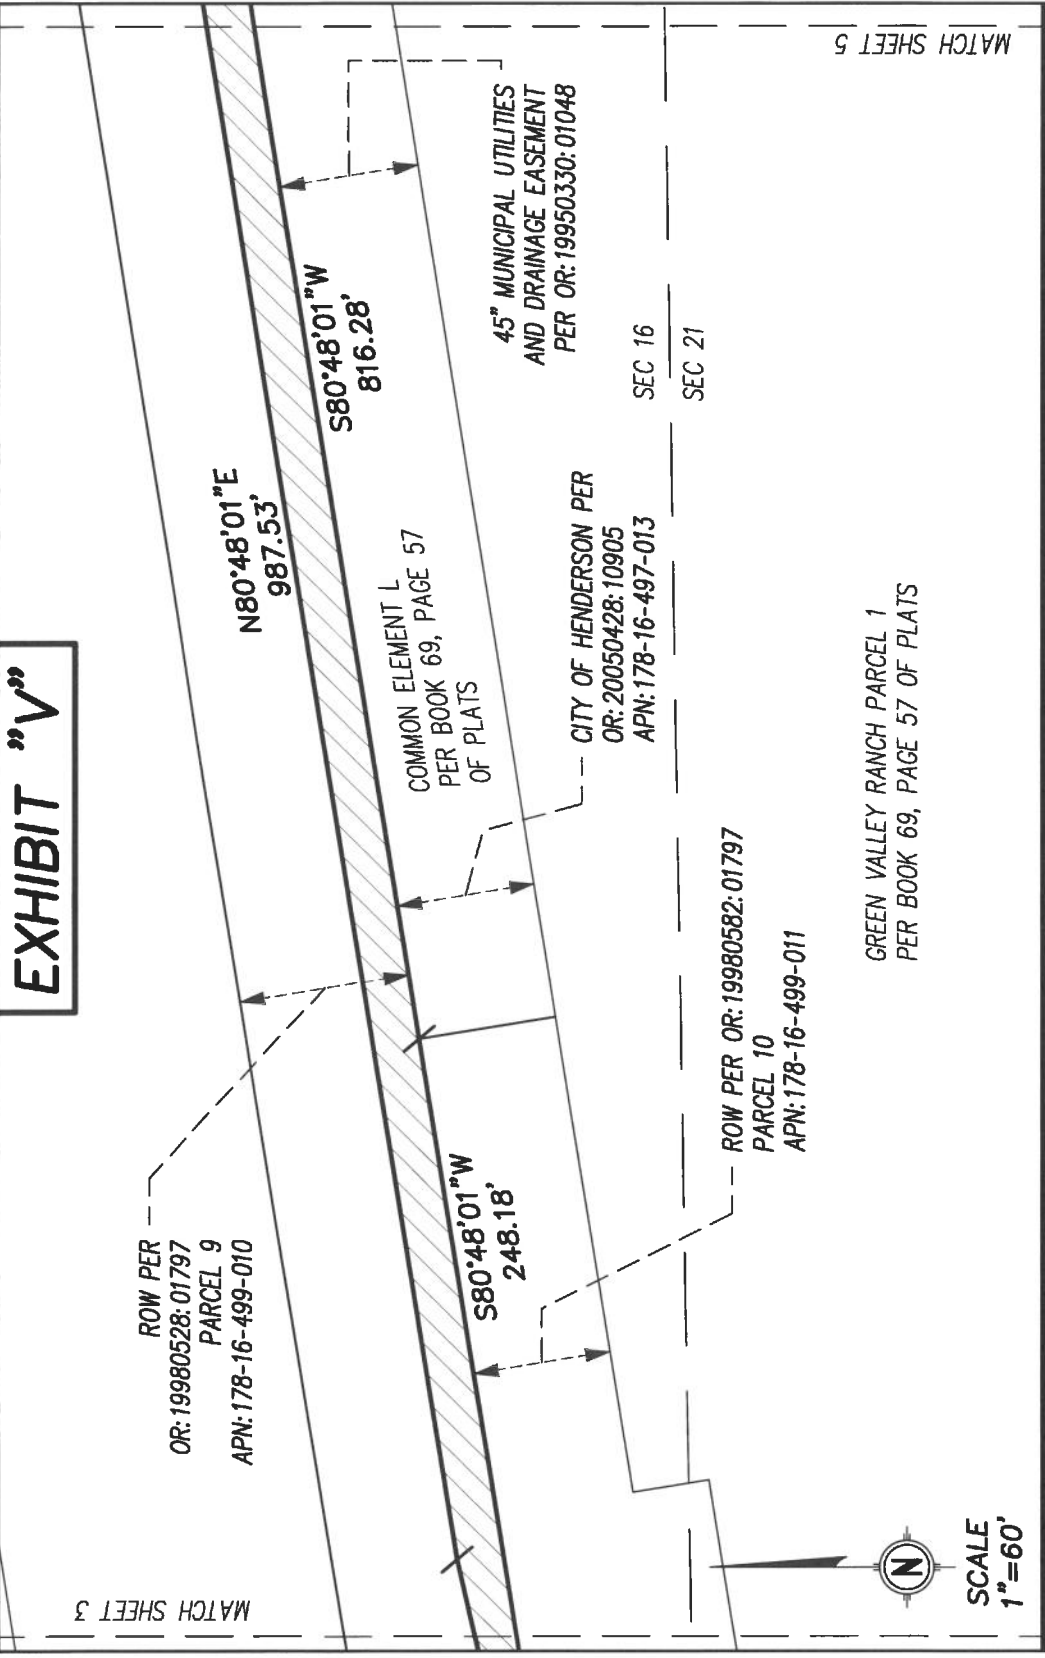 EXHIBIT "V"
MATCH SHEET 3
MATCH SHEET 5
ROW PER
OR:19980528:01797
PARCEL 9
APN:178-16-499-010
N80°48'01"E
987.53'
S80°48'01"W
816.28'
45" MUNICIPAL UTILITIES
AND DRAINAGE EASEMENT
PER OR:19950330:01048
COMMON ELEMENT L
PER BOOK 69, PAGE 57
OF PLATS
S80°48'01"W
248.18'
CITY OF HENDERSON PER
OR:20050428:10905
APN:178-16-497-013
SEC 16
SEC 21
ROW PER OR:19980582:01797
PARCEL 10
APN:178-16-499-011
GREEN VALLEY RANCH PARCEL 1
PER BOOK 69, PAGE 57 OF PLATS
N
SCALE
1"=60'